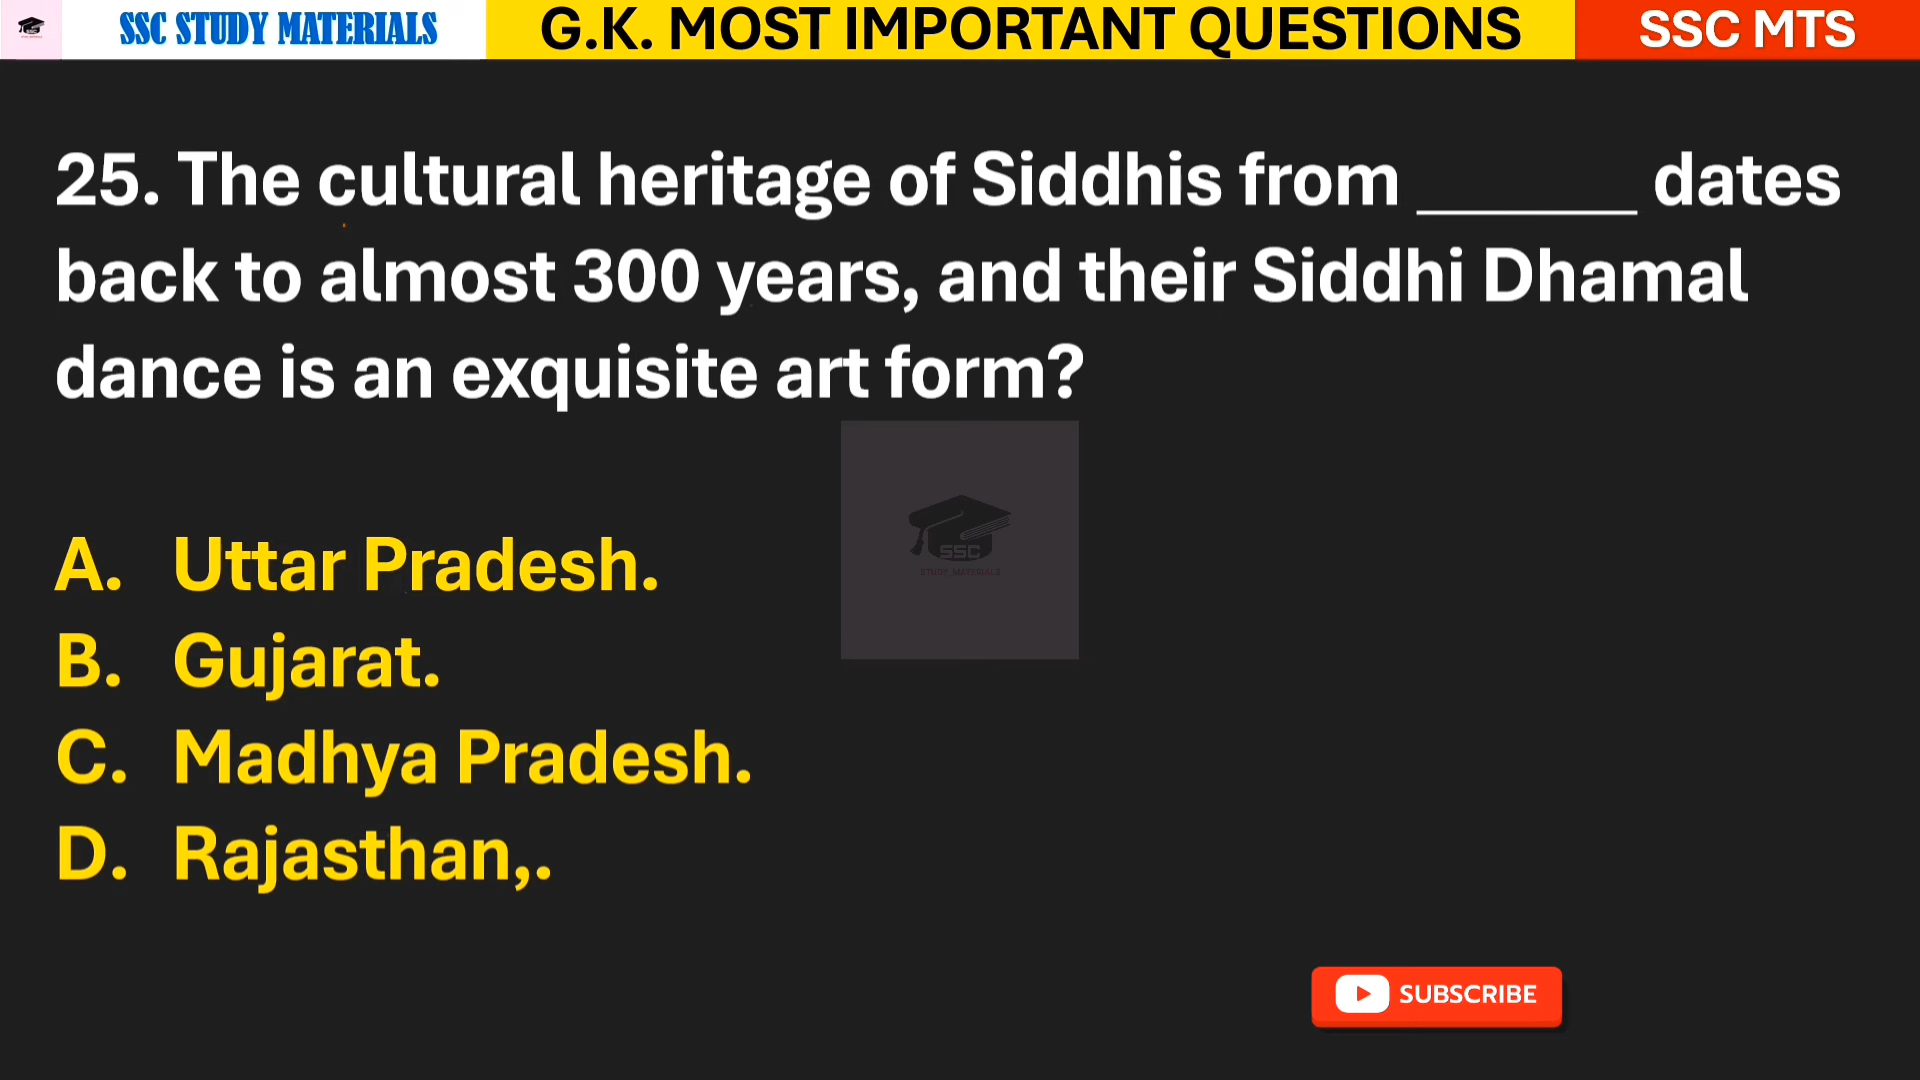 SSC STUDY MATERIALS
G.K. MOST IMPORTANT QUESTIONS
SSC MTS
25. The cultural heritage of Siddhis from _______ dates
back to almost 300 years, and their Siddhi Dhamal
dance is an exquisite art form?
SSC
STUDY_MATERIALS
A. Uttar Pradesh.
B. Gujarat.
C. Madhya Pradesh.
D. Rajasthan,.
SUBSCRIBE